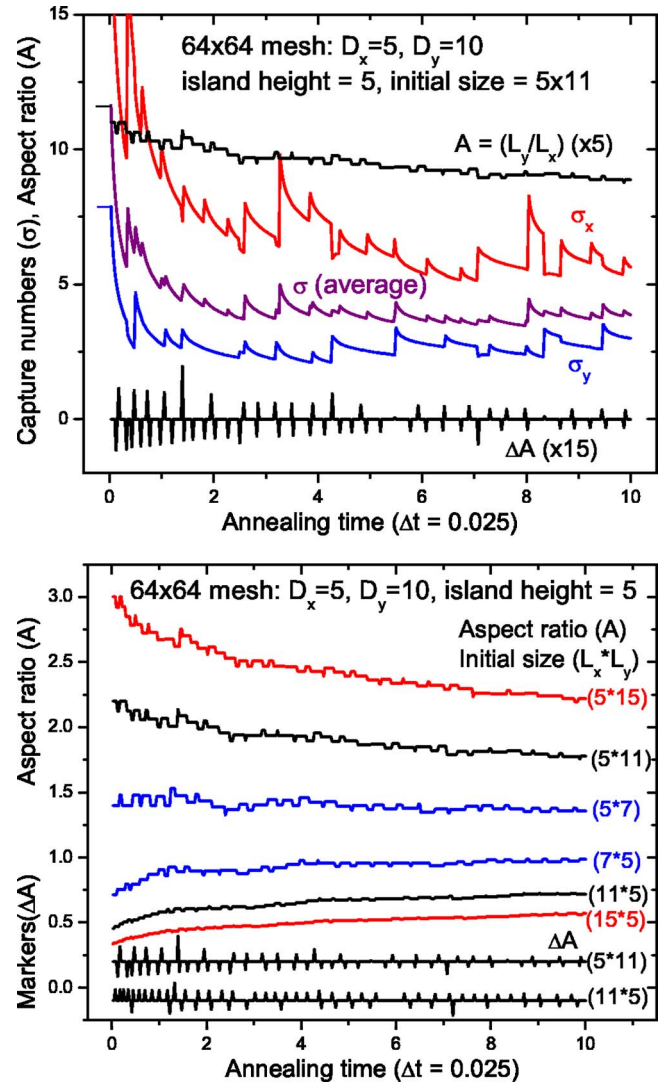 64x64 mesh: Dx=5, Dy=10
island height = 5, initial size = 5x11
A = (Ly/Lx) (x5)
σx
σ (average)
σy
ΔA (x15)
Capture numbers (σ), Aspect ratio (A)
15
10
5
0
0 2 4 6 8 10
Annealing time (Δt = 0.025)
64x64 mesh: Dx=5, Dy=10, island height = 5
Aspect ratio (A)
Initial size (Lx*Ly)
(5*15)
(5*11)
(5*7)
(7*5)
(11*5)
(15*5)
ΔA
(5*11)
(11*5)
Markers(ΔA) Aspect ratio (A)
3.0
2.5
2.0
1.5
1.0
0.5
0.0
0 2 4 6 8 10
Annealing time (Δt = 0.025)